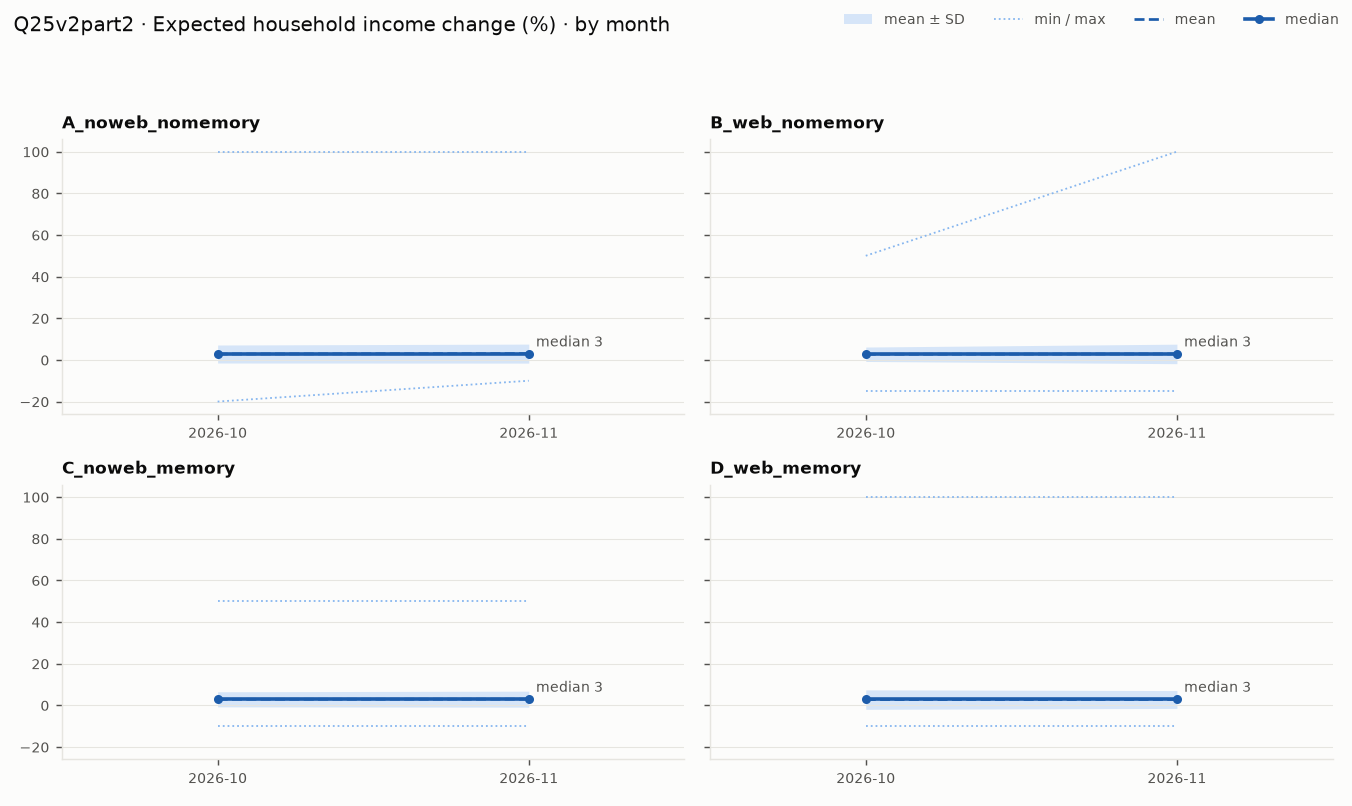 Q25v2part2 · Expected household income change (%) · by month
mean ± SD
min / max
mean
median
A_noweb_nomemory
100
80
60
40
20
0
−20
median 3
2026-10
2026-11
B_web_nomemory
median 3
2026-10
2026-11
C_noweb_memory
100
80
60
40
20
0
−20
median 3
2026-10
2026-11
D_web_memory
median 3
2026-10
2026-11